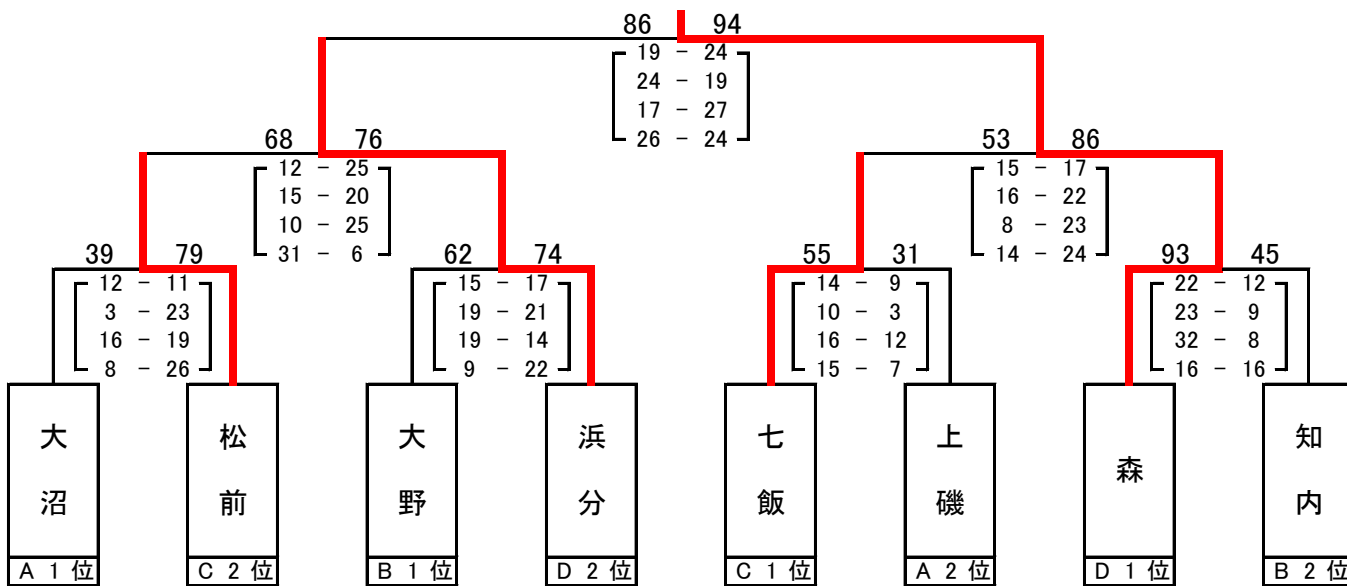 86 94
19 - 24
24 - 19
17 - 27
26 - 24
68 76
12 - 25
15 - 20
10 - 25
31 - 6
53 86
15 - 17
16 - 22
8 - 23
14 - 24
39 79
12 - 11
3 - 23
16 - 19
8 - 26
62 74
15 - 17
19 - 21
19 - 14
9 - 22
55 31
14 - 9
10 - 3
16 - 12
15 - 7
93 45
22 - 12
23 - 9
32 - 8
16 - 16
大沼
A 1 位
松前
C 2 位
大野
B 1 位
浜分
D 2 位
七飯
C 1 位
上磯
A 2 位
森
D 1 位
知内
B 2 位